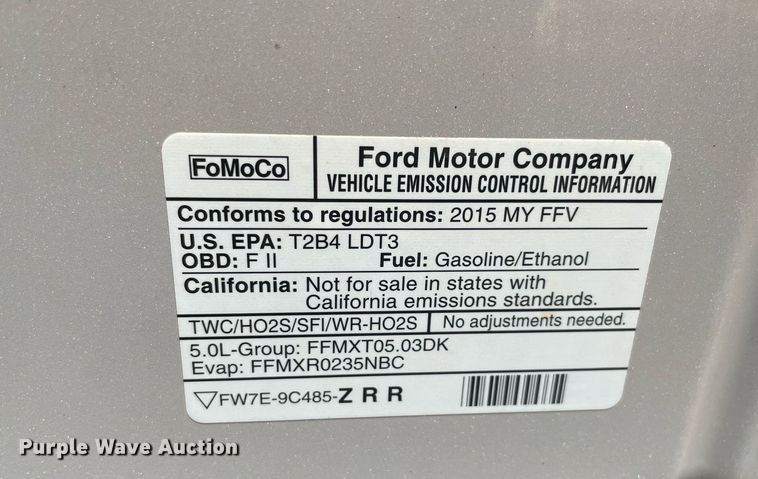 FoMoCo
Ford Motor Company
VEHICLE EMISSION CONTROL INFORMATION
Conforms to regulations: 2015 MY FFV
U.S. EPA: T2B4 LDT3
OBD: F II Fuel: Gasoline/Ethanol
California: Not for sale in states with
California emissions standards.
TWC/HO2S/SFI/WR-HO2S No adjustments needed.
5.0L-Group: FFMXT05.03DK
Evap: FFMXR0235NBC
▽FW7E-9C485-Z R R
Purple Wave Auction